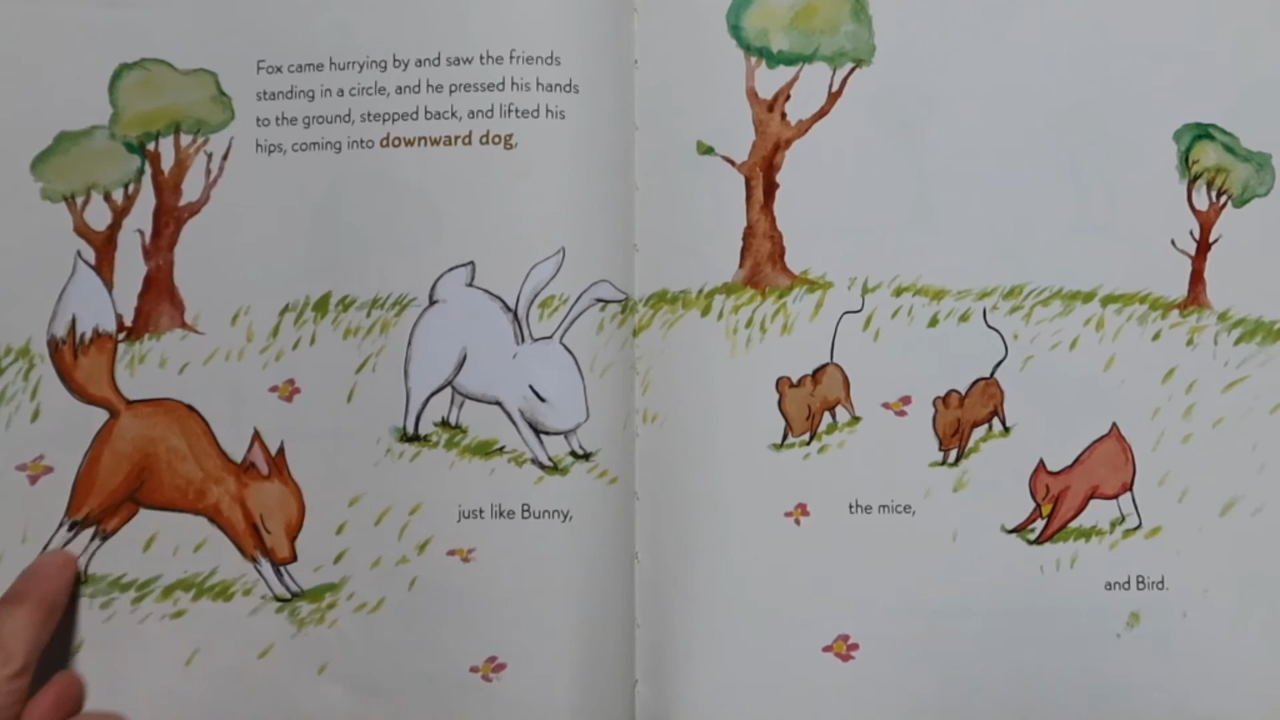 Fox came hurrying by and saw the friends
standing in a circle, and he pressed his hands
to the ground, stepped back, and lifted his
hips, coming into downward dog,
just like Bunny,
the mice,
and Bird.